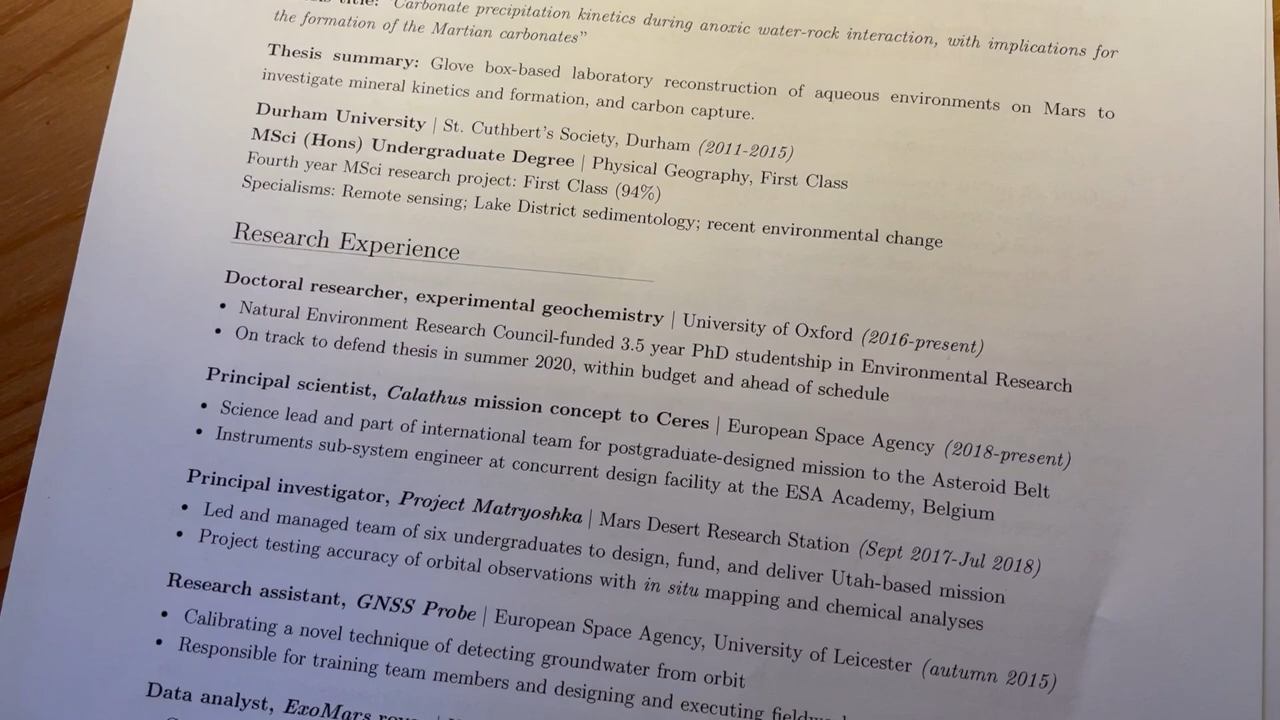 title: "Carbonate precipitation kinetics during anoxic water-rock interaction, with implications for
the formation of the Martian carbonates”
Thesis summary: Glove box-based laboratory reconstruction of aqueous environments on Mars to
investigate mineral kinetics and formation, and carbon capture.
Durham University | St. Cuthbert's Society, Durham (2011-2015)
MSci (Hons) Undergraduate Degree | Physical Geography, First Class
Fourth year MSci research project: First Class (94%)
Specialisms: Remote sensing; Lake District sedimentology; recent environmental change
Research Experience
Doctoral researcher, experimental geochemistry | University of Oxford (2016-present)
• Natural Environment Research Council-funded 3.5 year PhD studentship in Environmental Research
• On track to defend thesis in summer 2020, within budget and ahead of schedule
Principal scientist, Calathus mission concept to Ceres | European Space Agency (2018-present)
• Science lead and part of international team for postgraduate-designed mission to the Asteroid Belt
• Instruments sub-system engineer at concurrent design facility at the ESA Academy, Belgium
Principal investigator, Project Matryoshka | Mars Desert Research Station (Sept 2017-Jul 2018)
• Led and managed team of six undergraduates to design, fund, and deliver Utah-based mission
• Project testing accuracy of orbital observations with in situ mapping and chemical analyses
Research assistant, GNSS Probe | European Space Agency, University of Leicester (autumn 2015)
• Calibrating a novel technique of detecting groundwater from orbit
• Responsible for training team members and designing and executing
Data analyst, ExoMars